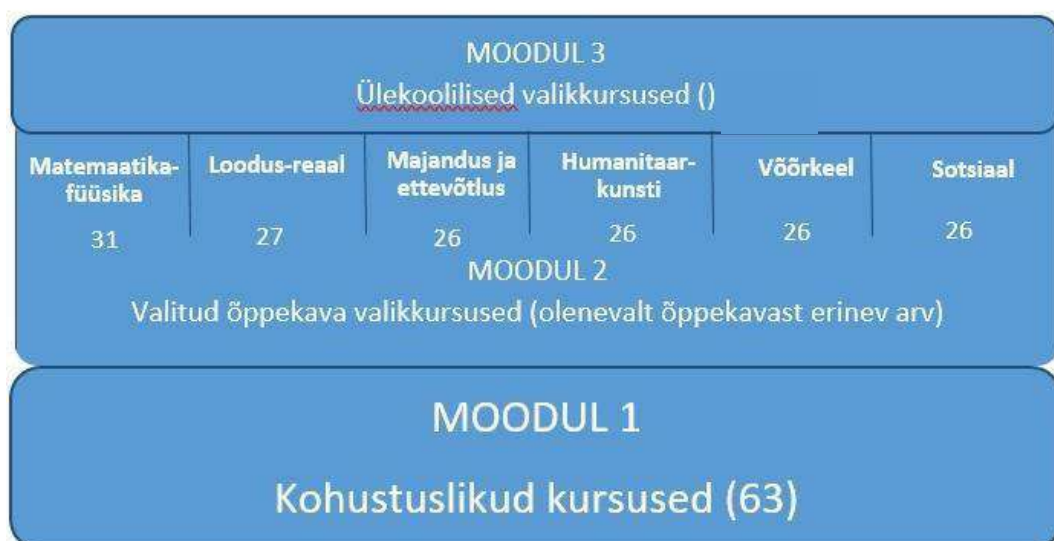 MOODUL 3
Ülekoolilised valikkursused ()
Matemaatika-
füüsika
31
Loodus-reaal
27
Majandus ja
ettevõtlus
26
Humanitaar-
kunsti
26
Võõrkeel
26
Sotsiaal
26
MOODUL 2
Valitud õppekava valikkursused (olenevalt õppekavast erinev arv)
MOODUL 1
Kohustuslikud kursused (63)